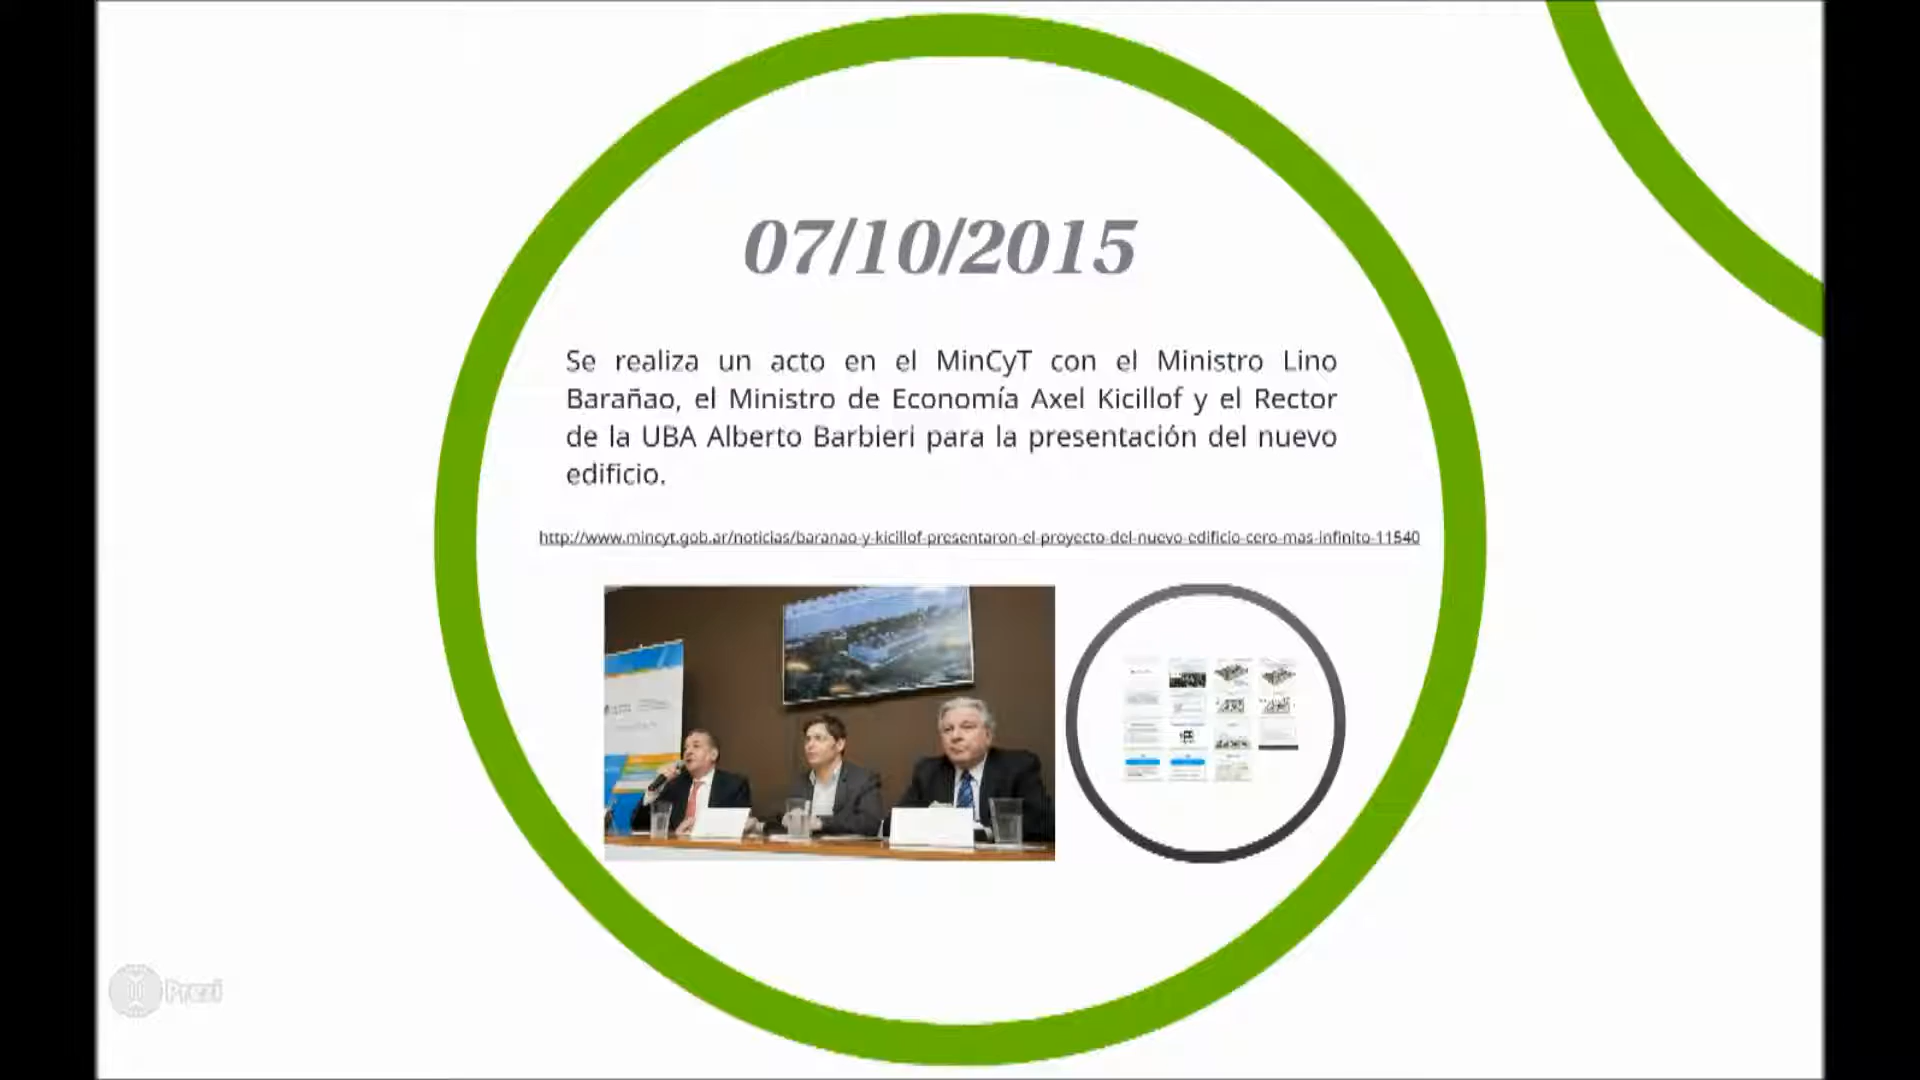 07/10/2015
Se realiza un acto en el MinCyT con el Ministro Lino
Barañao, el Ministro de Economía Axel Kicillof y el Rector
de la UBA Alberto Barbieri para la presentación del nuevo
edificio.
http://www.mincyt.gob.ar/noticias/baranao-y-kicillof-presentaron-el-proyecto-del-nuevo-edificio-cero-mas-infinito-11540
Prezi